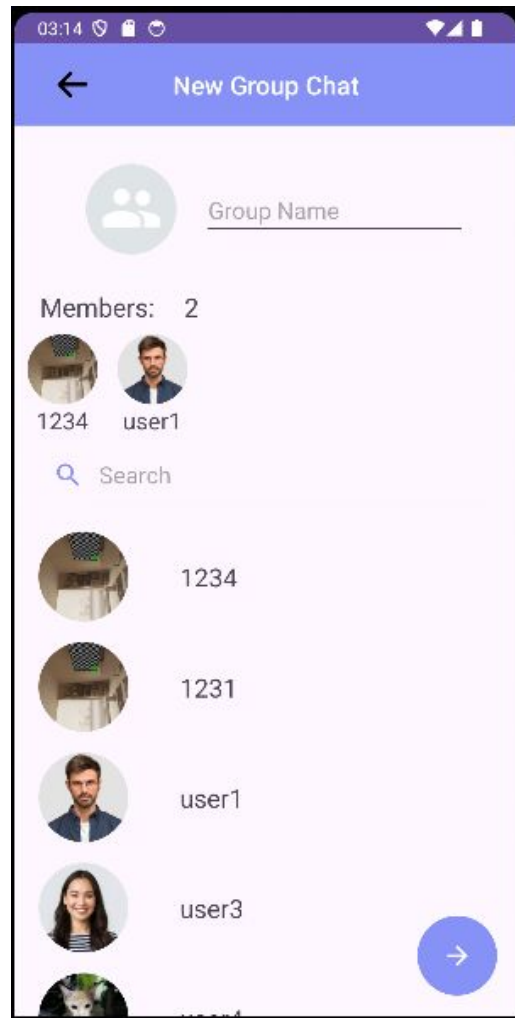 03:14
New Group Chat
Group Name
Members: 2
1234 user1
Search
1234
1231
user1
user3